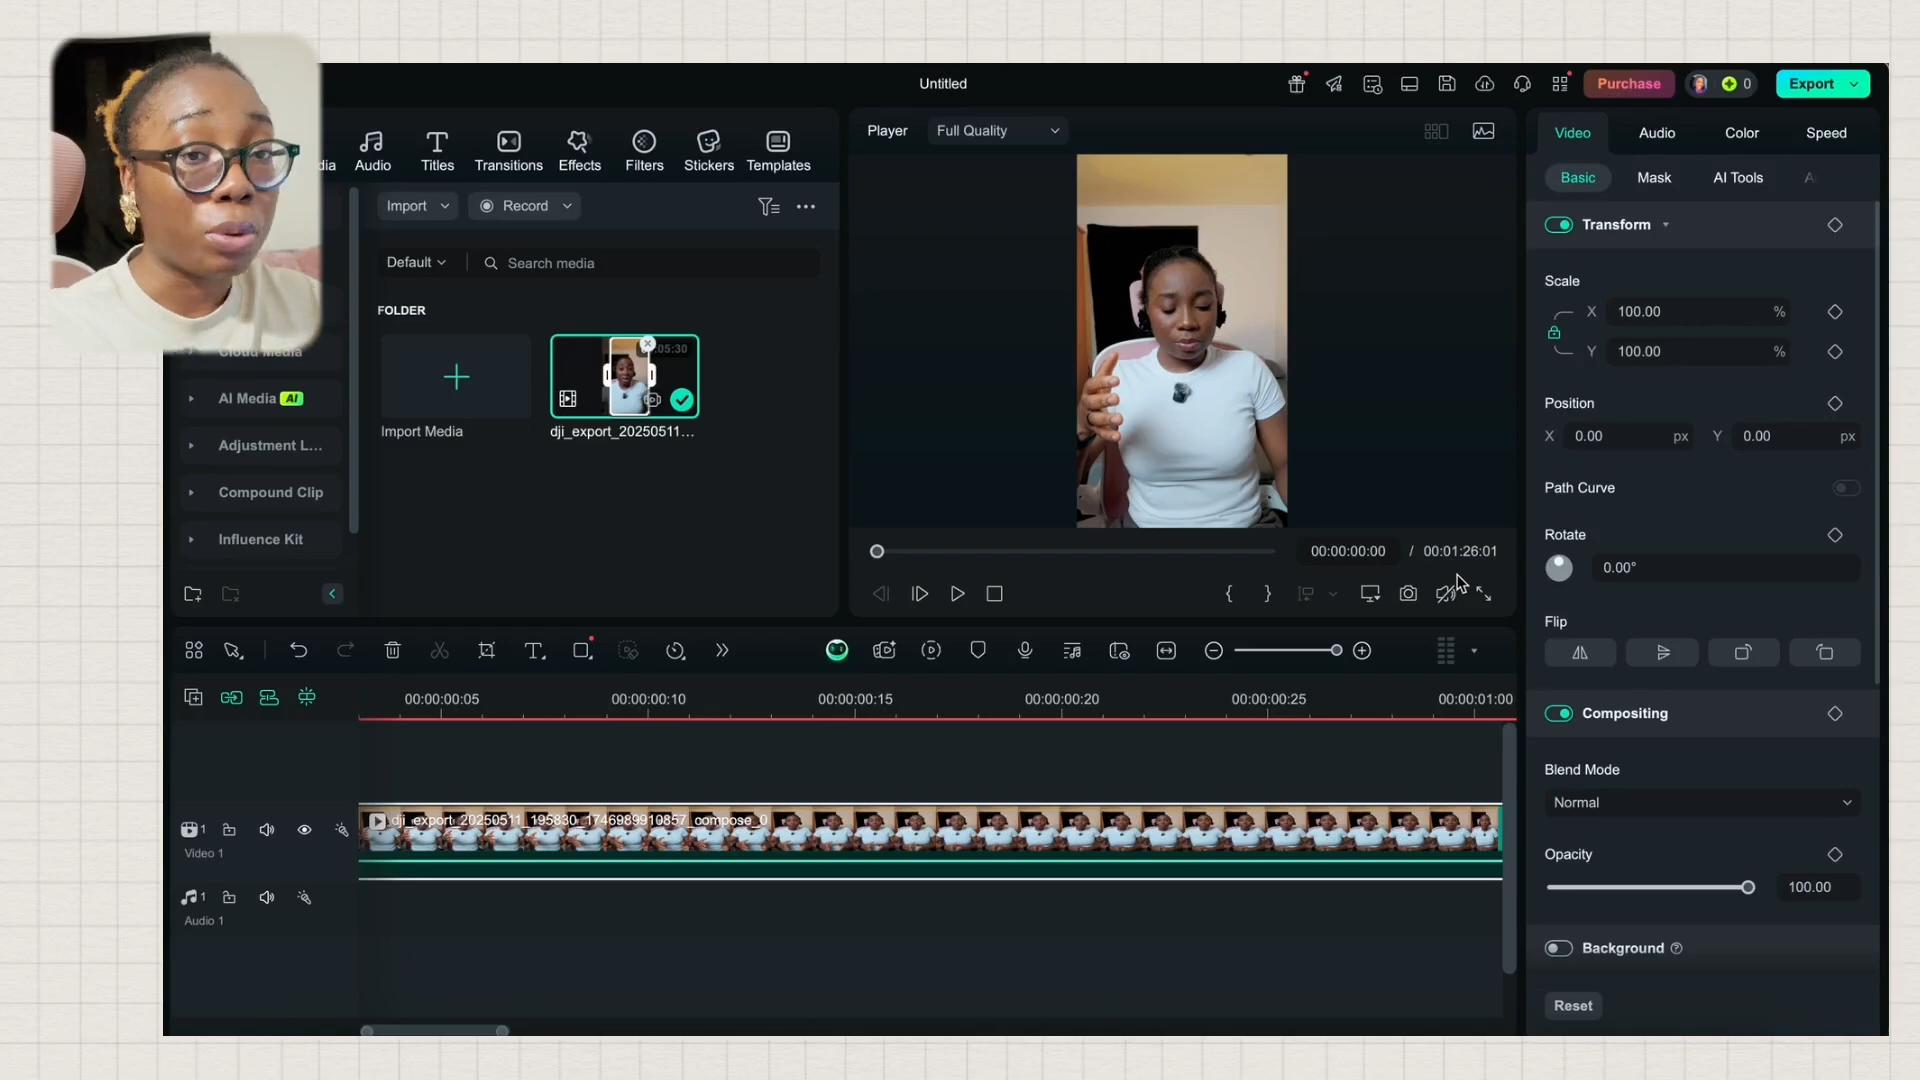 Untitled
Purchase
0
Export
dia
Audio
Titles
Transitions
Effects
Filters
Stickers
Templates
Player
Full Quality
Video
Audio
Color
Speed
Import
Record
Basic
Mask
AI Tools
A
Default
Search media
Transform
FOLDER
Scale
X 100.00 %
Y 100.00 %
:05:30
Import Media
dji_export_20250511...
Cloud Media
AI Media AI
Adjustment L...
Compound Clip
Influence Kit
Position
X 0.00 px Y 0.00 px
Path Curve
Rotate
0.00°
00:00:00:00 / 00:01:26:01
Flip
00:00:00:05
00:00:00:10
00:00:00:15
00:00:00:20
00:00:00:25
00:00:01:00
Compositing
Blend Mode
Normal
Opacity
100.00
dji_export_20250511_195830_1746989910857_compose_0
1
Video 1
1
Audio 1
Background
Reset